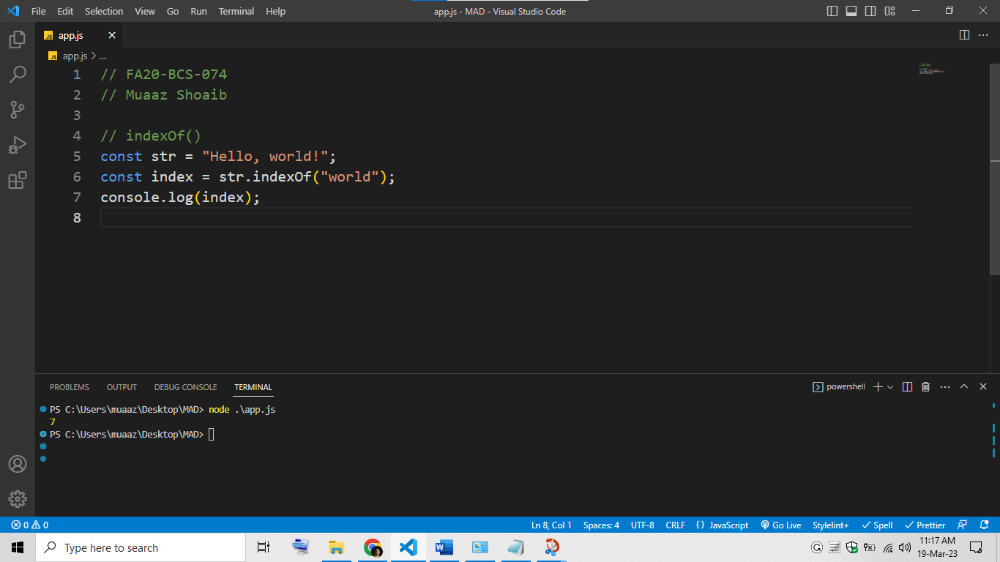 File Edit Selection View Go Run Terminal Help
app.js - MAD - Visual Studio Code
JS app.js
JS app.js > ...
1 // FA20-BCS-074
2 // Muaaz Shoaib
3
4 // indexOf()
5 const str = "Hello, world!";
6 const index = str.indexOf("world");
7 console.log(index);
8
PROBLEMS OUTPUT DEBUG CONSOLE TERMINAL
powershell
PS C:\Users\muaaz\Desktop\MAD> node .\app.js
7
PS C:\Users\muaaz\Desktop\MAD>
0 0 Ln 8, Col 1 Spaces: 4 UTF-8 CRLF {} JavaScript Go Live Stylelint+ Spell Prettier
Type here to search
11:17 AM
19-Mar-23